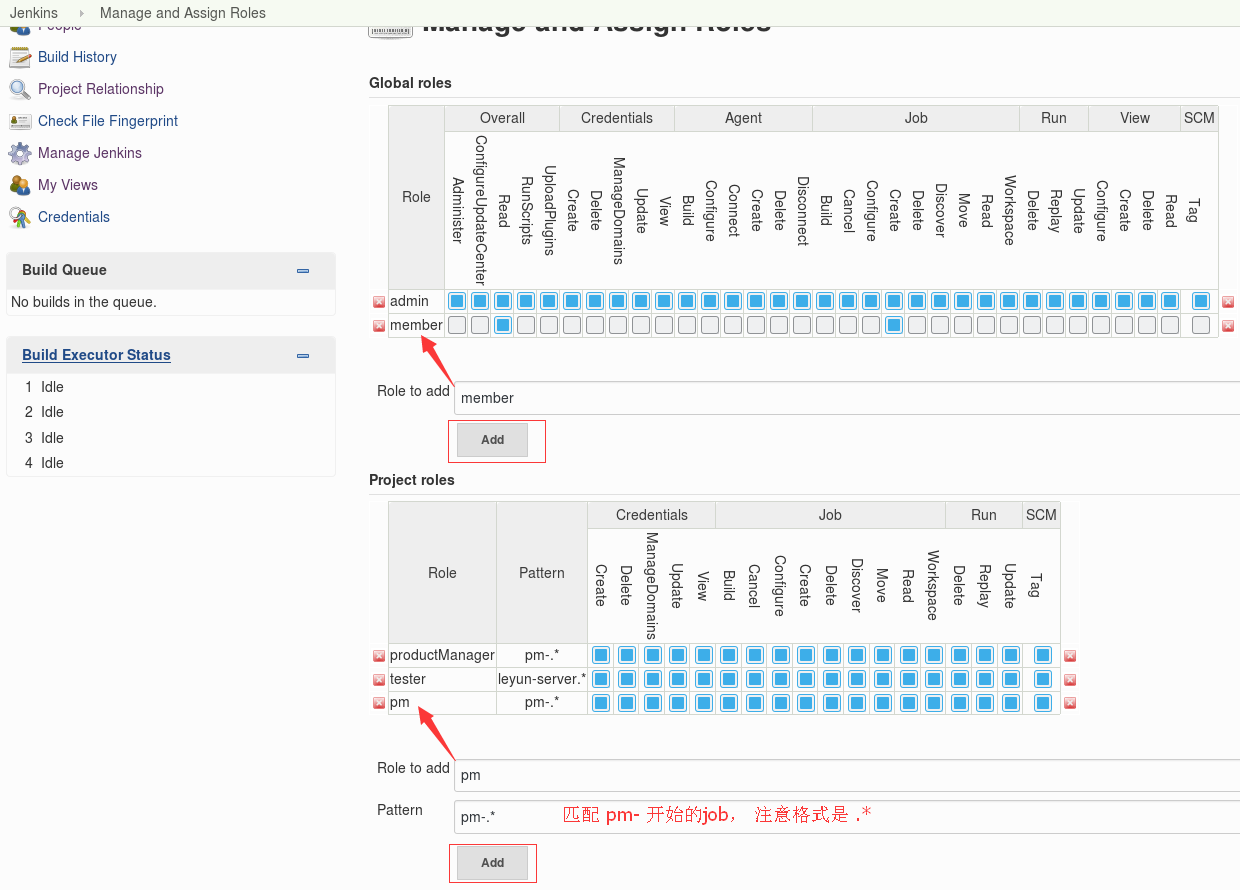 Jenkins Manage and Assign Roles
People
Build History
Project Relationship
Check File Fingerprint
Manage Jenkins
My Views
Credentials
Build Queue
No builds in the queue.
Build Executor Status
1 Idle
2 Idle
3 Idle
4 Idle
Manage and Assign Roles
Global roles
Role Overall Credentials Agent Job Run View SCM
Administer ConfigureUpdateCenter Read RunScripts UploadPlugins Create Delete ManageDomains Update View Build Configure Connect Create Delete Disconnect Build Cancel Configure Create Delete Discover Move Read Workspace Delete Replay Update Configure Create Delete Read Tag
admin
member
Role to add member
Add
Project roles
Role Pattern Credentials Job Run SCM
Create Delete ManageDomains Update View Build Cancel Configure Create Delete Discover Move Read Workspace Delete Replay Update Tag
productManager pm-.*
tester leyun-server.*
pm pm-.*
Role to add pm
Pattern pm-.* 匹配 pm- 开始的job， 注意格式是 .*
Add